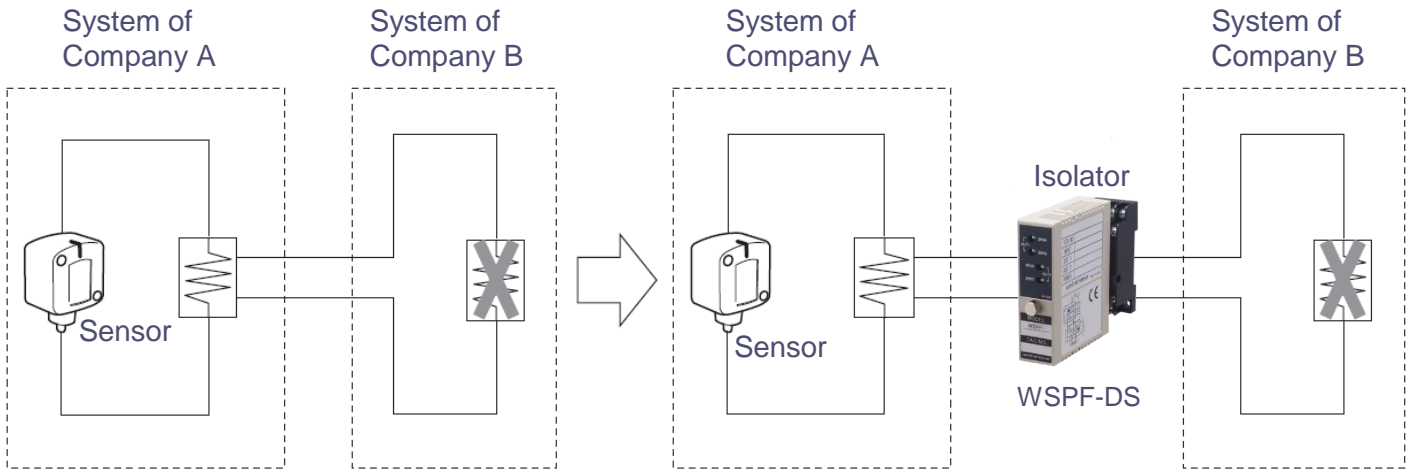 System of
Company A
System of
Company B
System of
Company A
System of
Company B
Sensor
Sensor
Isolator
WSPF-DS